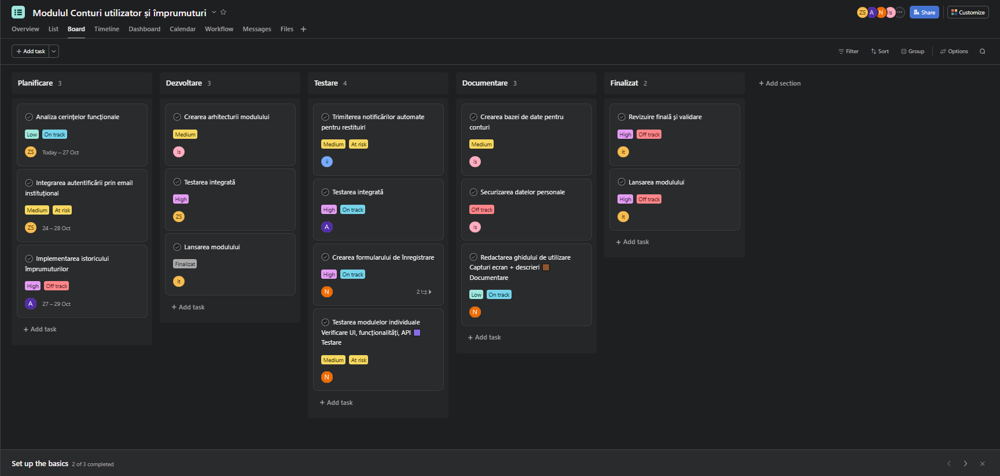 Modulul Conturi utilizator și împrumuturi
ZS A N ls ...
Share
Customize
Overview List Board Timeline Dashboard Calendar Workflow Messages Files +
+ Add task
Filter Sort Group Options
Planificare 3
Analiza cerințelor funcționale
Low On track
ZS Today – 27 Oct
Integrarea autentificării prin email
instituțional
Medium At risk
ZS 24 – 28 Oct
Implementarea istoricului
împrumuturilor
High Off track
A 27 – 29 Oct
+ Add task
Dezvoltare 3
Crearea arhitecturii modulului
Medium
ls
Testarea integrată
High
ZS
Lansarea modulului
Finalizat
it
+ Add task
Testare 4
Trimiterea notificărilor automate
pentru restituiri
Medium At risk
ii
Testarea integrată
High On track
A
Crearea formularului de înregistrare
High On track
N 2
Testarea modulelor individuale
Verificare UI, funcționalități, API
Testare
Medium At risk
N
+ Add task
Documentare 3
Crearea bazei de date pentru
conturi
Medium
ls
Securizarea datelor personale
Off track
ls
Redactarea ghidului de utilizare
Capturi ecran + descrieri
Documentare
Low On track
N
+ Add task
Finalizat 2
Revizuire finală și validare
High Off track
it
Lansarea modulului
High Off track
it
+ Add task
+ Add section
Set up the basics 2 of 3 completed